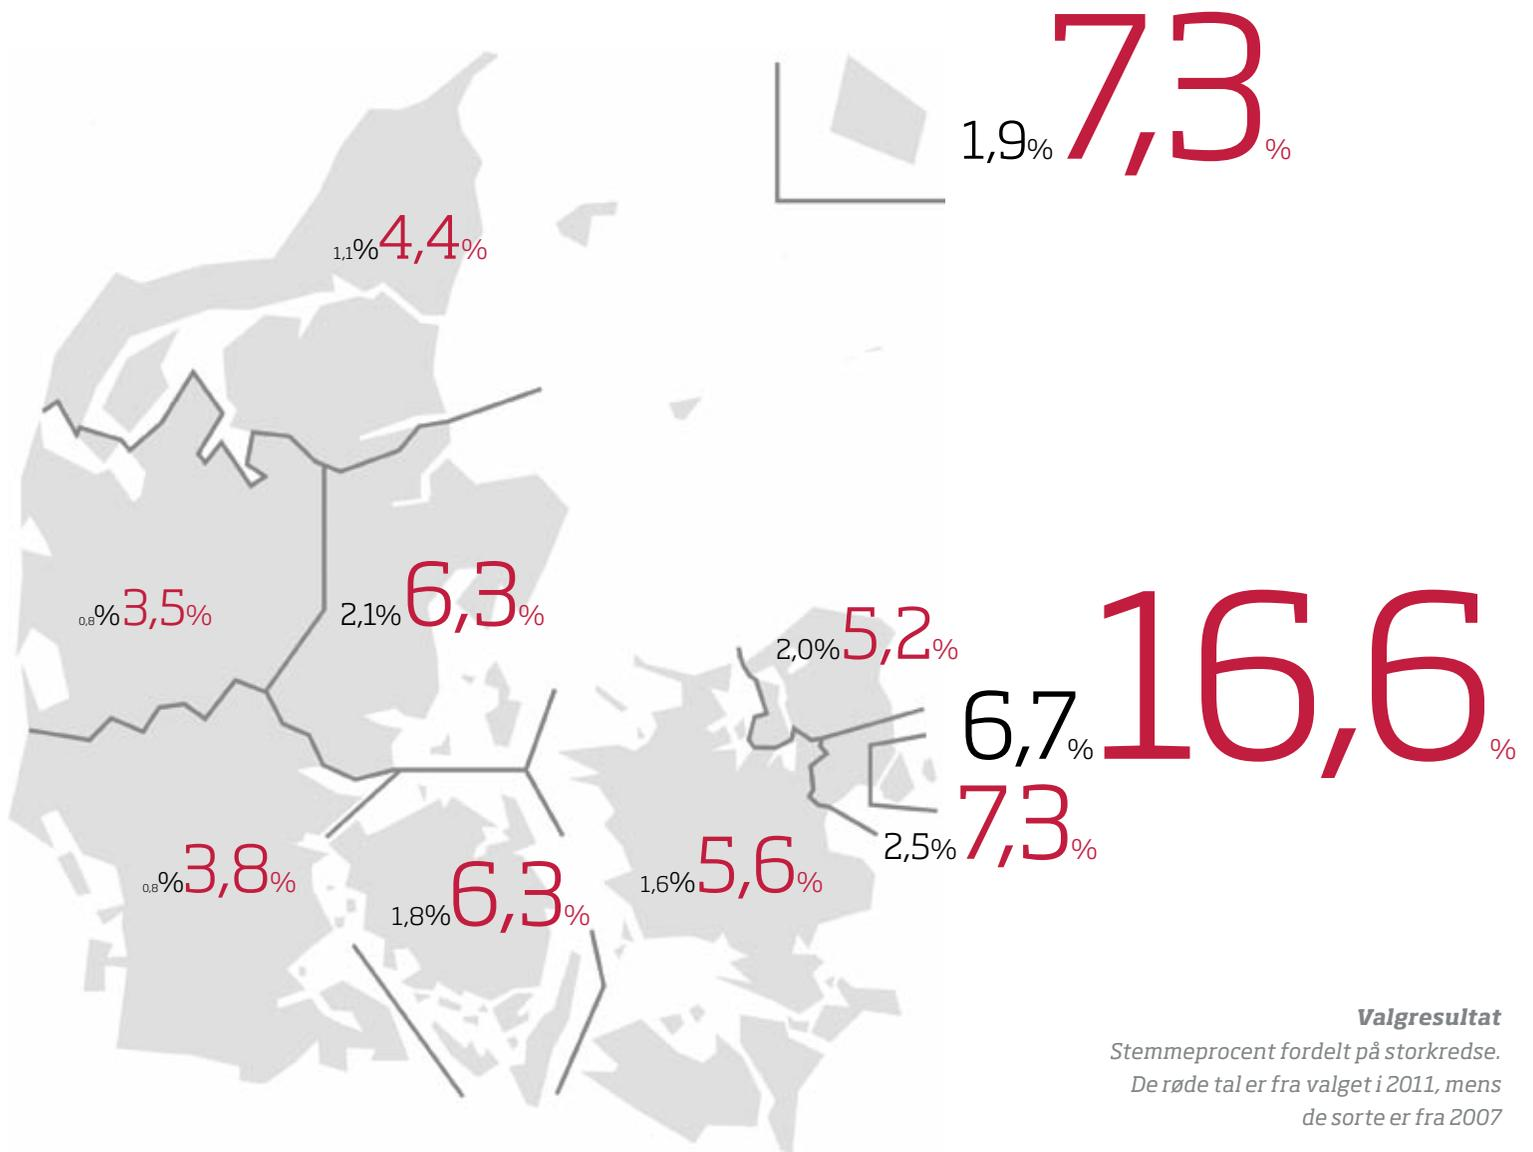 1,9% 7,3%
1,1% 4,4%
0,8% 3,5%
2,1% 6,3%
2,0% 5,2%
6,7% 16,6%
2,5% 7,3%
0,8% 3,8%
1,8% 6,3%
1,6% 5,6%
Valgresultat
Stemmeprocent fordelt på storkredse.
De røde tal er fra valget i 2011, mens
de sorte er fra 2007